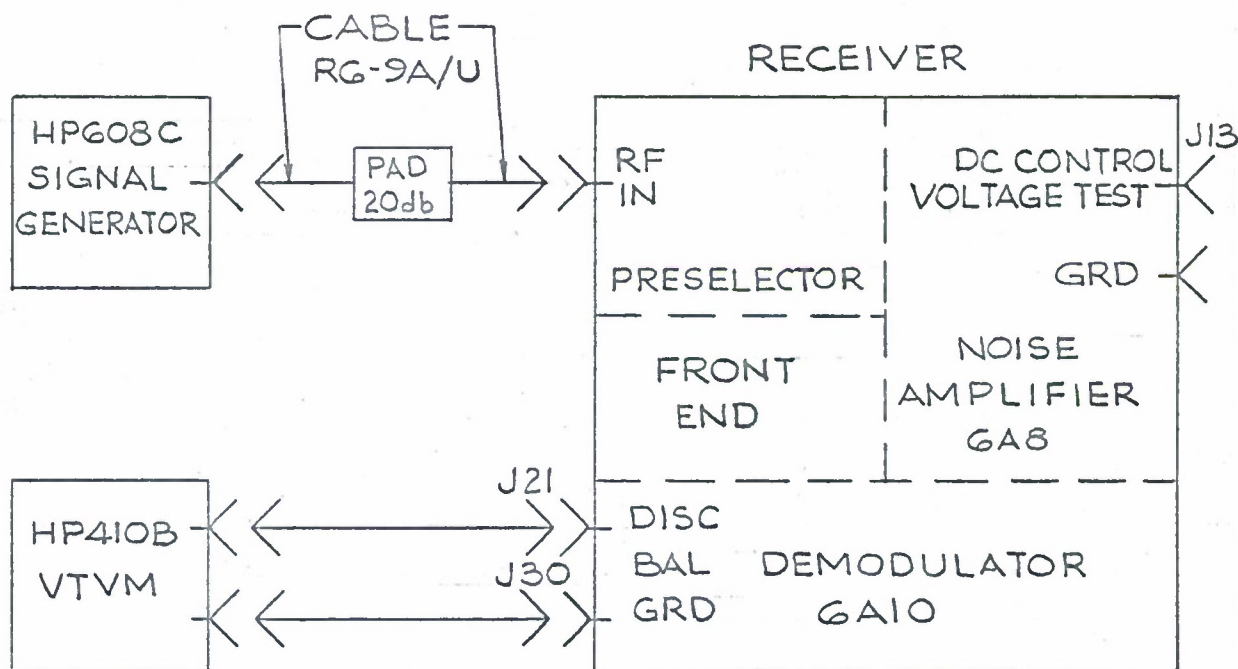 CABLE
RG-9A/U
RECEIVER
HP608C
SIGNAL
GENERATOR
PAD
20db
RF
IN
PRESELECTOR
DC CONTROL
VOLTAGE TEST
J13
GRD
FRONT
END
NOISE
AMPLIFIER
6A8
HP410B
VTVM
J21
J30
DISC
BAL
GRD
DEMODULATOR
6A10